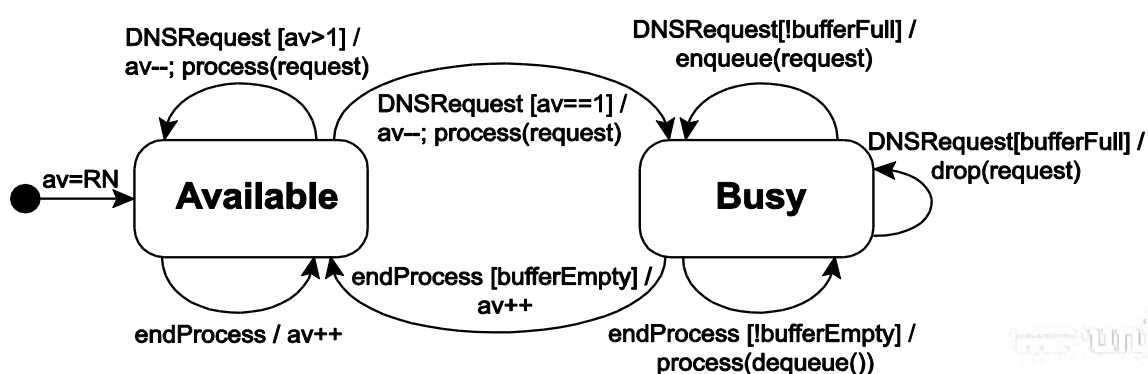 DNSRequest [av>1] /
av--; process(request)
DNSRequest[!bufferFull] /
enqueue(request)
DNSRequest [av==1] /
av--; process(request)
DNSRequest[bufferFull] /
drop(request)
av=RN
Available
Busy
endProcess [bufferEmpty] /
av++
endProcess / av++
endProcess [!bufferEmpty] /
process(dequeue())